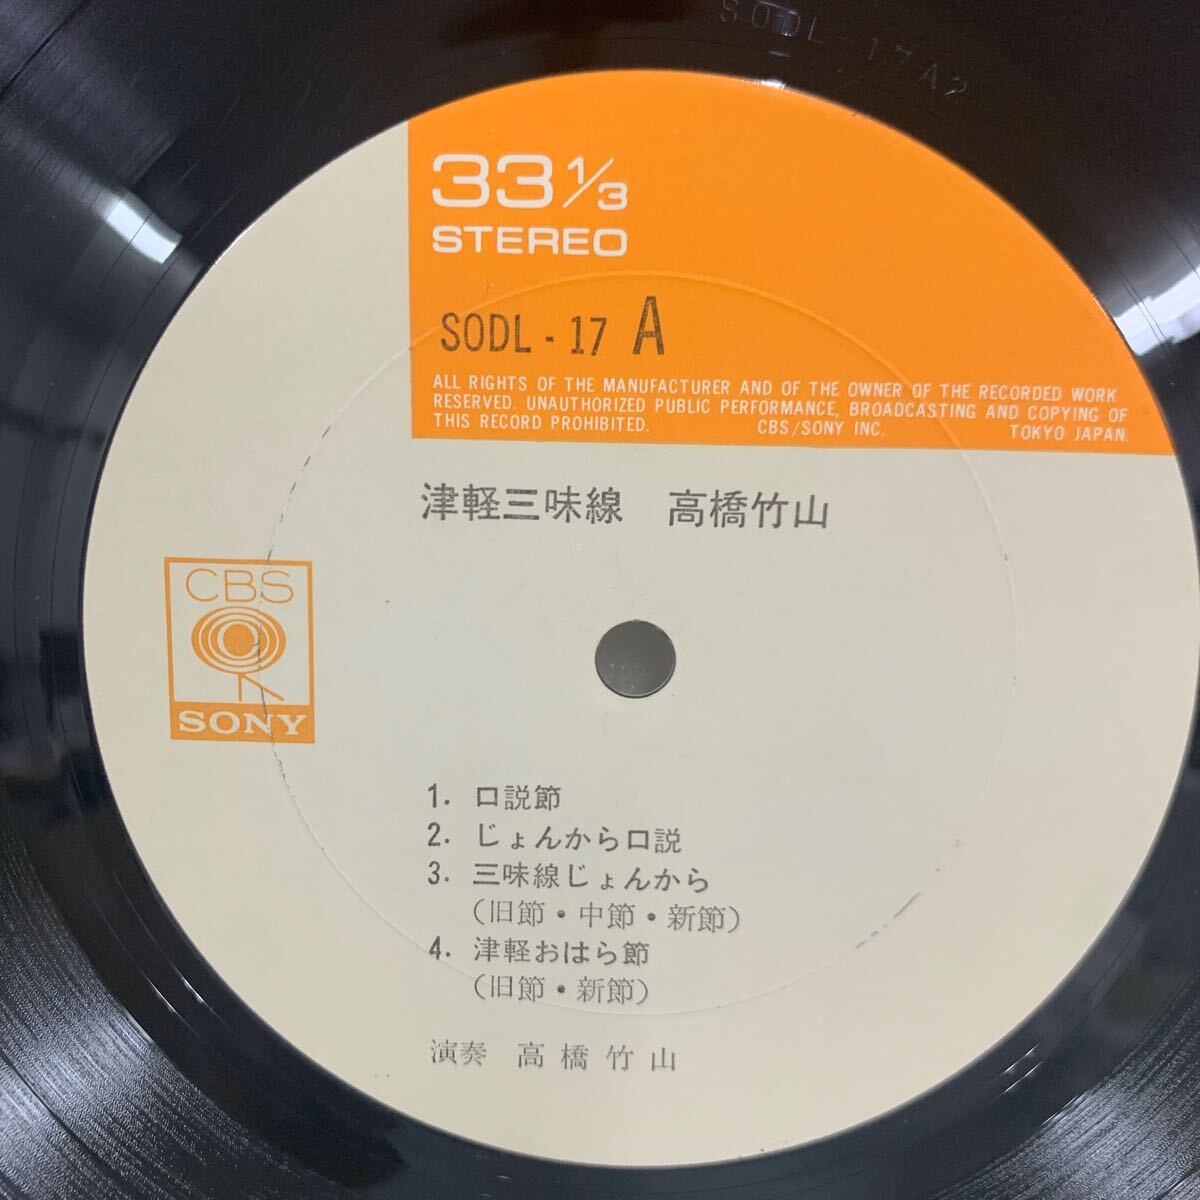 SODL-17A2
33 1/3
STEREO
SODL - 17 A
ALL RIGHTS OF THE MANUFACTURER AND OF THE OWNER OF THE RECORDED WORK
RESERVED. UNAUTHORIZED PUBLIC PERFORMANCE, BROADCASTING AND COPYING OF
THIS RECORD PROHIBITED. CBS/SONY INC. TOKYO JAPAN.
津軽三味線 高橋竹山
CBS
SONY
1. 口説節
2. じょんから口説
3. 三味線じょんから
(旧節・中節・新節)
4. 津軽おはら節
(旧節・新節)
演奏 高橋竹山